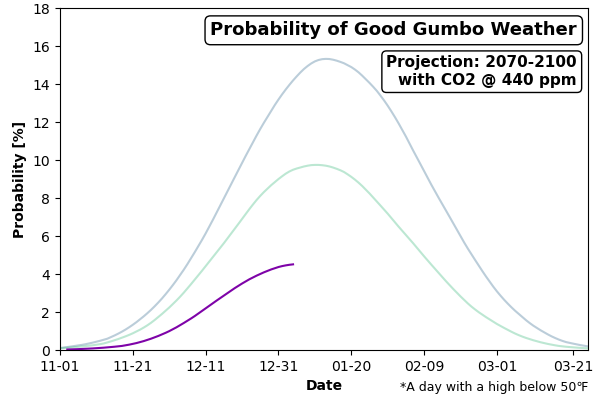 Probability of Good Gumbo Weather
Projection: 2070-2100
with CO2 @ 440 ppm
Probability [%]
18
16
14
12
10
8
6
4
2
0
11-01 11-21 12-11 12-31 01-20 02-09 03-01 03-21
Date
*A day with a high below 50°F